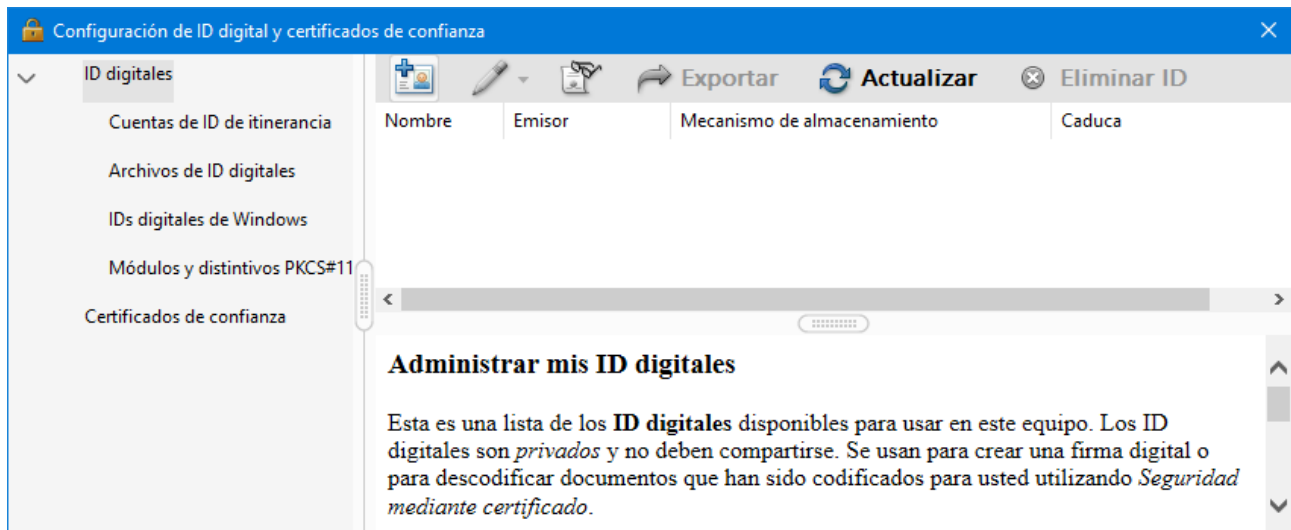 Configuración de ID digital y certificados de confianza
ID digitales
Cuentas de ID de itinerancia
Archivos de ID digitales
IDs digitales de Windows
Módulos y distintivos PKCS#11
Certificados de confianza
Exportar Actualizar Eliminar ID
Nombre Emisor Mecanismo de almacenamiento Caduca
Administrar mis ID digitales
Esta es una lista de los ID digitales disponibles para usar en este equipo. Los ID
digitales son privados y no deben compartirse. Se usan para crear una firma digital o
para descodificar documentos que han sido codificados para usted utilizando Seguridad
mediante certificado.